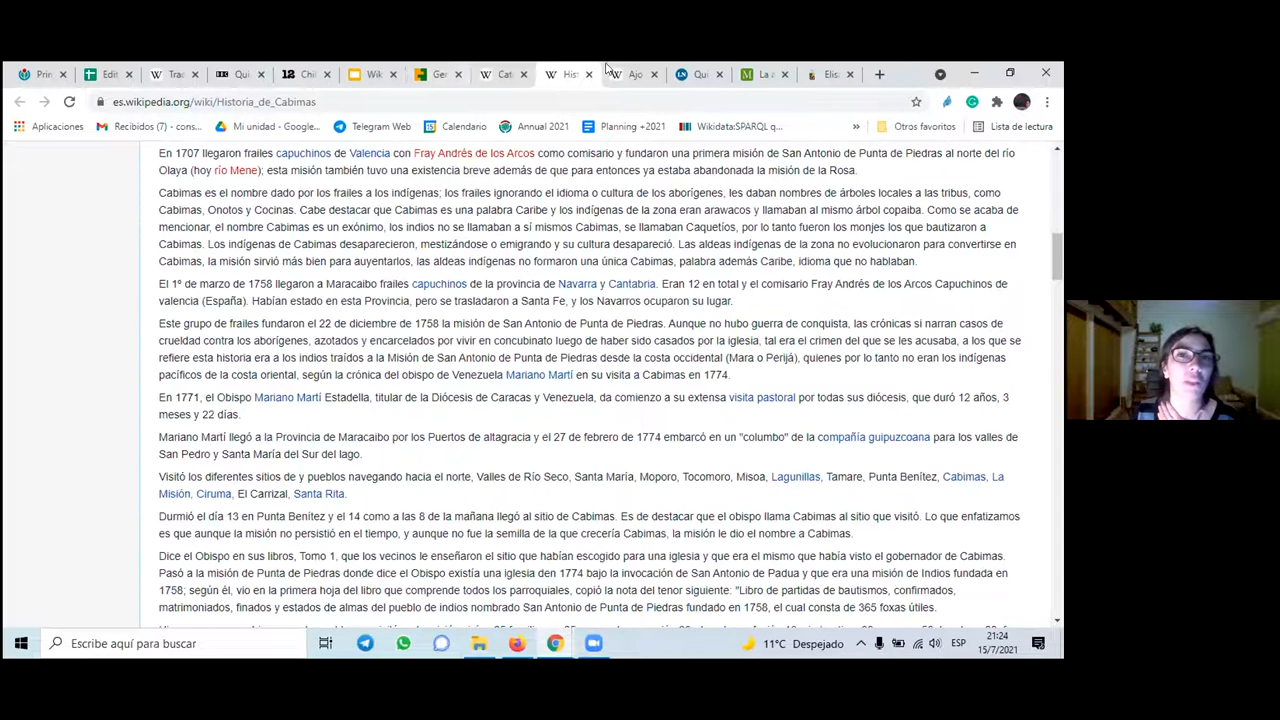 Prin
Edit
Trac
Qui.
12 Chil
Wik
Ger
Cat
Hist
Ajo
Qui
La a
Elis
es.wikipedia.org/wiki/Historia_de_Cabimas
Aplicaciones
Recibidos (7) - cons...
Mi unidad - Google...
Telegram Web
Calendario
Annual 2021
Planning +2021
Wikidata:SPARQL q...
»
Otros favoritos
Lista de lectura
En 1707 llegaron frailes capuchinos de Valencia con Fray Andrés de los Arcos como comisario y fundaron una primera misión de San Antonio de Punta de Piedras al norte del río
Olaya (hoy río Mene); esta misión también tuvo una existencia breve además de que para entonces ya estaba abandonada la misión de la Rosa.
Cabimas es el nombre dado por los frailes a los indígenas; los frailes ignorando el idioma o cultura de los aborígenes, les daban nombres de árboles locales a las tribus, como
Cabimas, Onotos y Cocinas. Cabe destacar que Cabimas es una palabra Caribe y los indígenas de la zona eran arawacos y llamaban al mismo árbol copaiba. Como se acaba de
mencionar, el nombre Cabimas es un exónimo, los indios no se llamaban a sí mismos Cabimas, se llamaban Caquetíos, por lo tanto fueron los monjes los que bautizaron a
Cabimas. Los indígenas de Cabimas desaparecieron, mestizándose o emigrando y su cultura desapareció. Las aldeas indígenas de la zona no evolucionaron para convertirse en
Cabimas, la misión sirvió más bien para auyentarlos, las aldeas indígenas no formaron una única Cabimas, palabra además Caribe, idioma que no hablaban.
El 1º de marzo de 1758 llegaron a Maracaibo frailes capuchinos de la provincia de Navarra y Cantabria. Eran 12 en total y el comisario Fray Andrés de los Arcos Capuchinos de
valencia (España). Habían estado en esta Provincia, pero se trasladaron a Santa Fe, y los Navarros ocuparon su lugar.
Este grupo de frailes fundaron el 22 de diciembre de 1758 la misión de San Antonio de Punta de Piedras. Aunque no hubo guerra de conquista, las crónicas si narran casos de
crueldad contra los aborígenes, azotados y encarcelados por vivir en concubinato luego de haber sido casados por la iglesia, tal era el crimen del que se les acusaba, a los que se
refiere esta historia era a los indios traídos a la Misión de San Antonio de Punta de Piedras desde la costa occidental (Mara o Perijá), quienes por lo tanto no eran los indígenas
pacíficos de la costa oriental, según la crónica del obispo de Venezuela Mariano Martí en su visita a Cabimas en 1774.
En 1771, el Obispo Mariano Martí Estadella, titular de la Diócesis de Caracas y Venezuela, da comienzo a su extensa visita pastoral por todas sus diócesis, que duró 12 años, 3
meses y 22 días.
Mariano Martí llegó a la Provincia de Maracaibo por los Puertos de altagracia y el 27 de febrero de 1774 embarcó en un "columbo" de la compañía guipuzcoana para los valles de
San Pedro y Santa María del Sur del lago.
Visitó los diferentes sitios de y pueblos navegando hacia el norte, Valles de Río Seco, Santa María, Moporo, Tocomoro, Misoa, Lagunillas, Tamare, Punta Benítez, Cabimas, La
Misión, Ciruma, El Carrizal, Santa Rita.
Durmió el día 13 en Punta Benítez y el 14 como a las 8 de la mañana llegó al sitio de Cabimas. Es de destacar que el obispo llama Cabimas al sitio que visitó. Lo que enfatizamos
es que aunque la misión no persistió en el tiempo, y aunque no fue la semilla de la que crecería Cabimas, la misión le dio el nombre a Cabimas.
Dice el Obispo en sus libros, Tomo 1, que los vecinos le enseñaron el sitio que habían escogido para una iglesia y que era el mismo que había visto el gobernador de Cabimas.
Pasó a la misión de Punta de Piedras donde dice el Obispo existía una iglesia den 1774 bajo la invocación de San Antonio de Padua y que era una misión de Indios fundada en
1758; según él, vio en la primera hoja del libro que comprende todos los parroquiales, copió la nota del tenor siguiente: "Libro de partidas de bautismos, confirmados,
matrimoniados, finados y estados de almas del pueblo de indios nombrado San Antonio de Punta de Piedras fundado en 1758, el cual consta de 365 foxas útiles.
Escribe aquí para buscar
11°C Despejado
ESP
21:24
15/7/2021